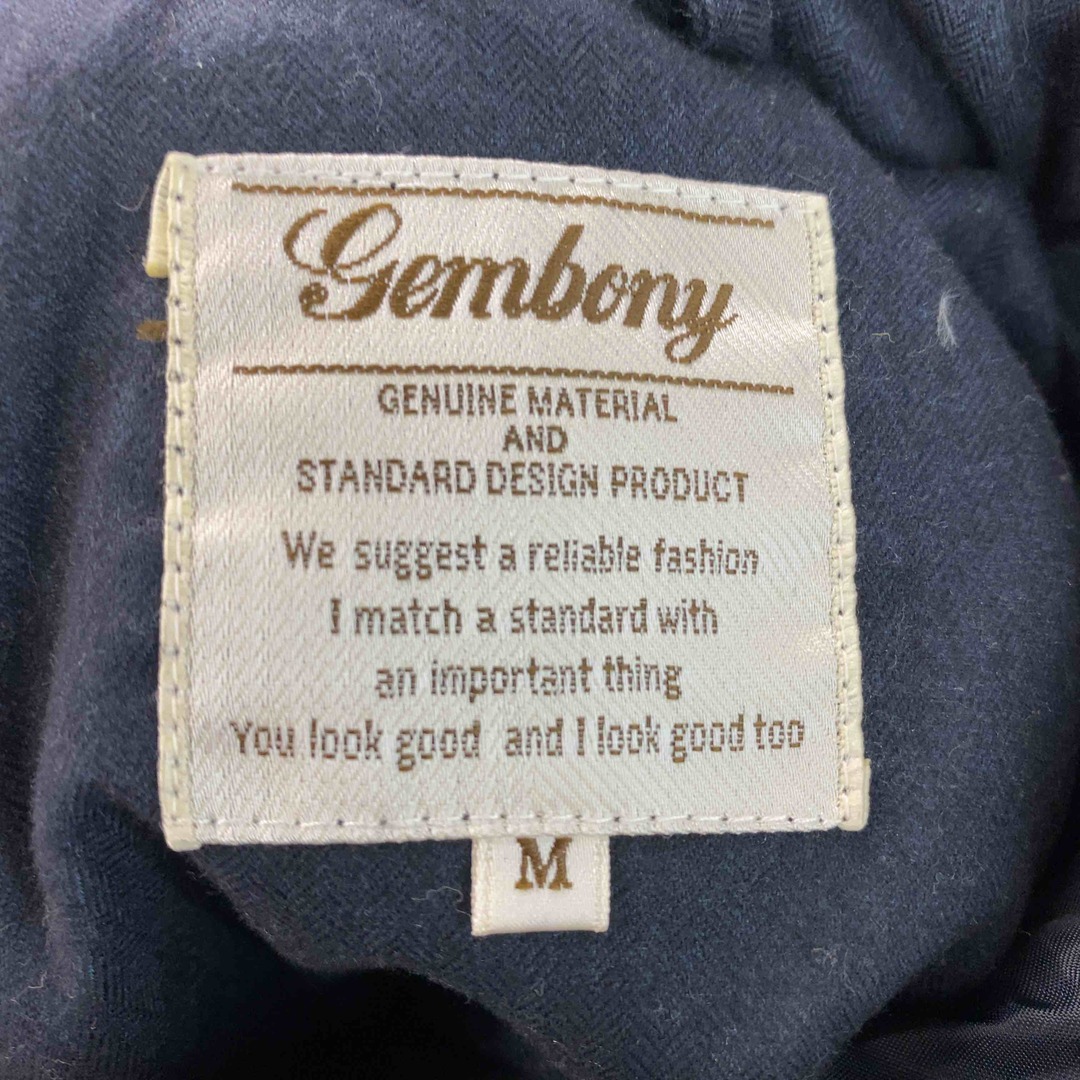 Gembony
GENUINE MATERIAL
AND
STANDARD DESIGN PRODUCT
We suggest a reliable fashion
I match a standard with
an important thing
You look good and I look good too
M